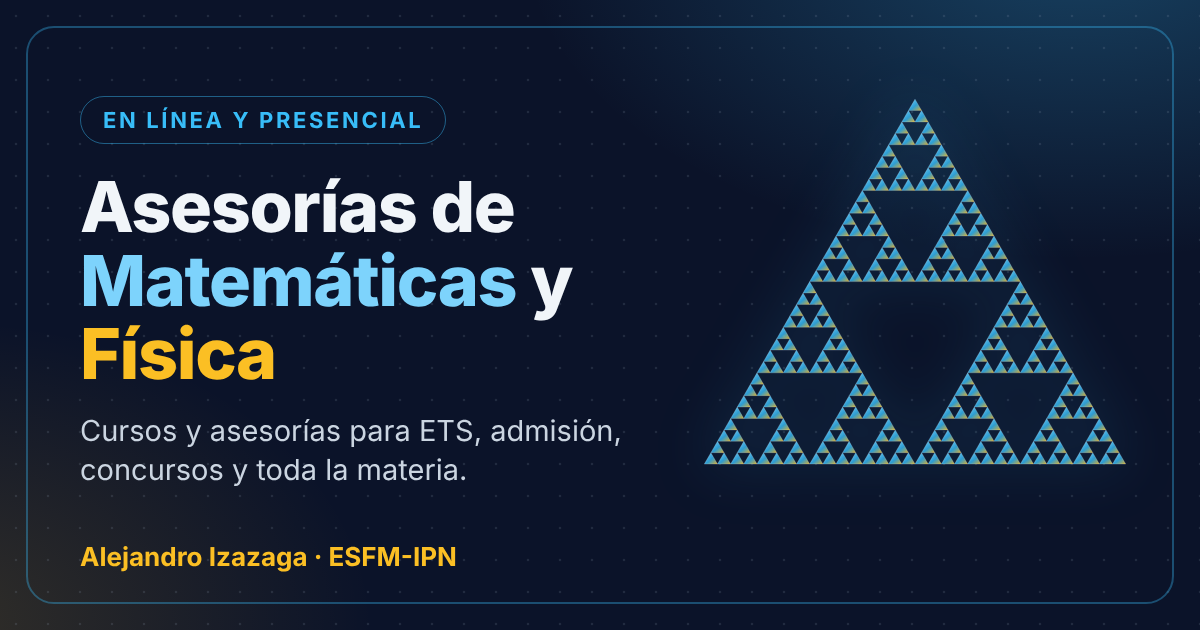 EN LÍNEA Y PRESENCIAL
Asesorías de
Matemáticas y
Física
Cursos y asesorías para ETS, admisión,
concursos y toda la materia.
Alejandro Izazaga · ESFM-IPN